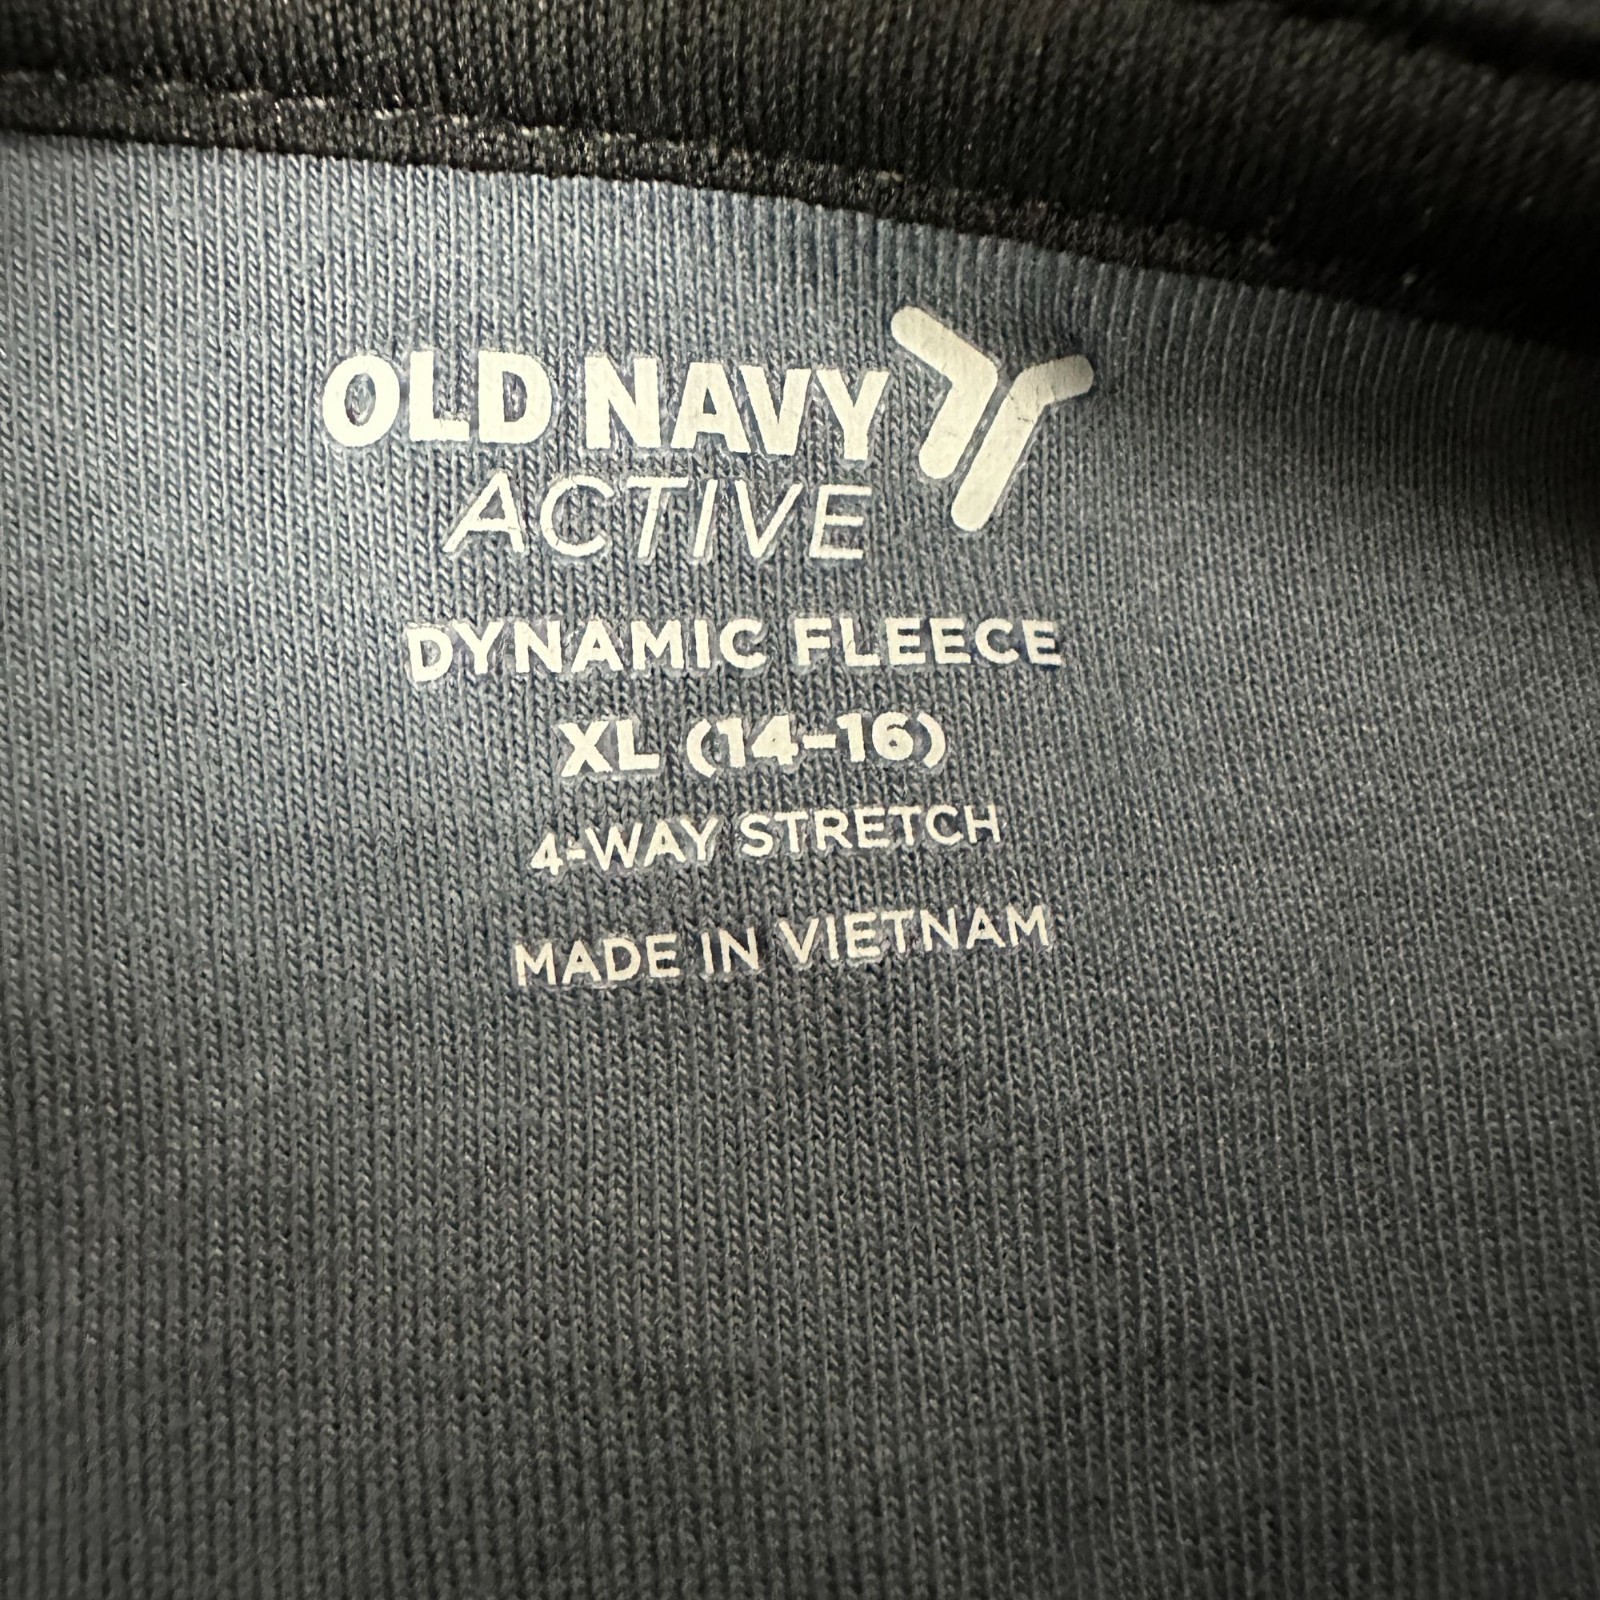 OLD NAVY
ACTIVE
DYNAMIC FLEECE
XL (14-16)
4-WAY STRETCH
MADE IN VIETNAM